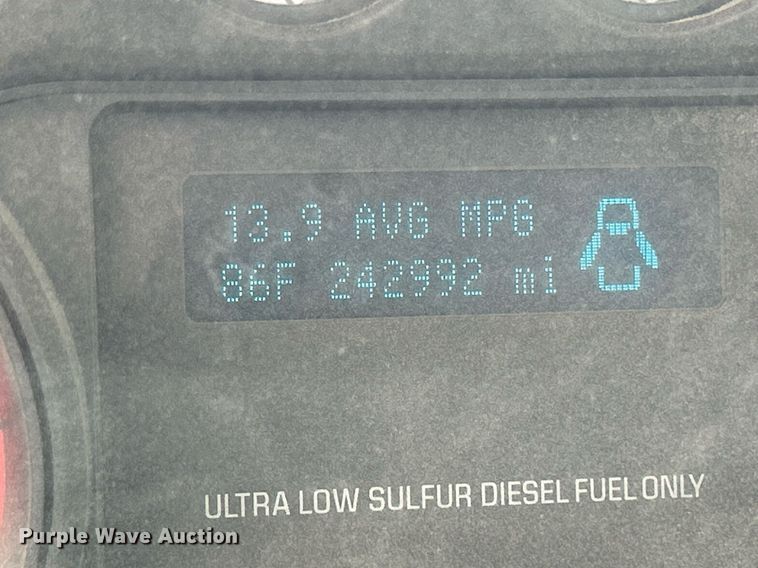 13.9 AVG MPG
86F 242992 mi
ULTRA LOW SULFUR DIESEL FUEL ONLY
Purple Wave Auction